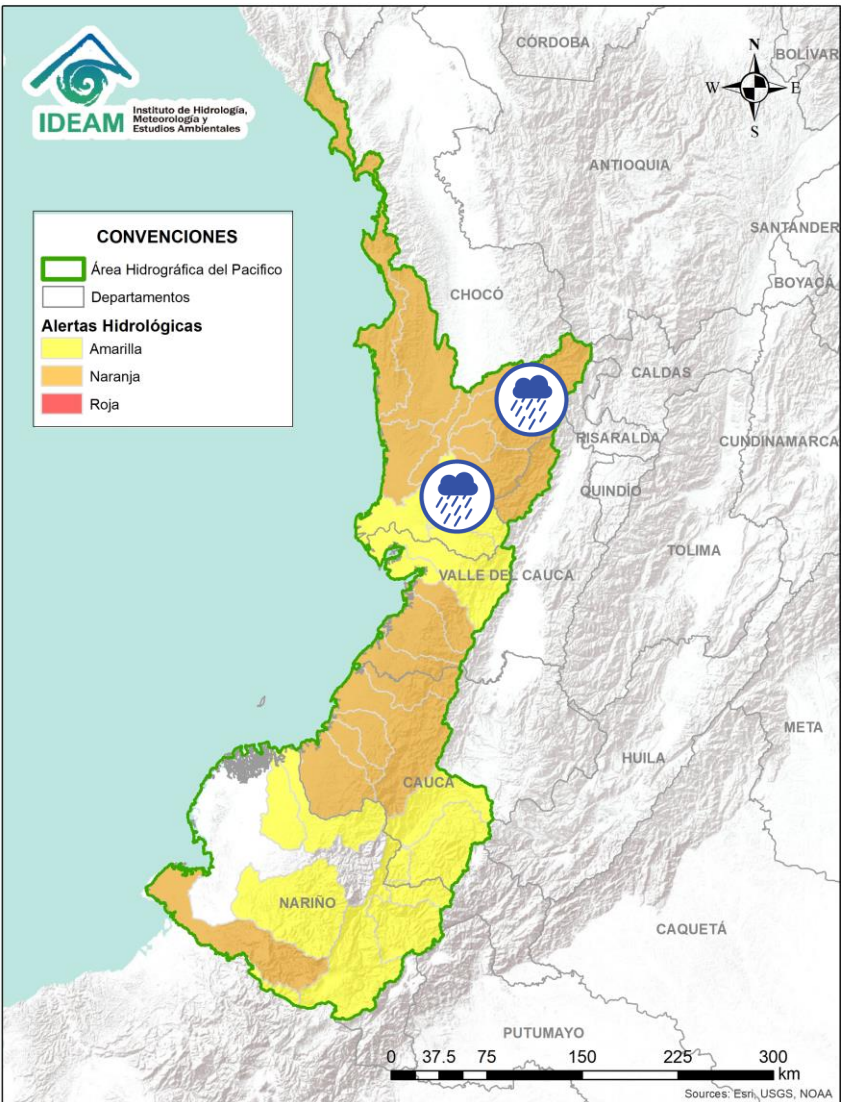 IDEAM
Instituto de Hidrología,
Meteorología y
Estudios Ambientales
N
W
E
S
CÓRDOBA
BOLÍVAR
ANTIOQUIA
SANTANDER
BOYACÁ
CONVENCIONES
Área Hidrográfica del Pacifico
Departamentos
Alertas Hidrológicas
Amarilla
Naranja
Roja
CHOCÓ
CALDAS
RISARALDA
CUNDINAMARCA
QUINDÍO
TOLIMA
VALLE DEL CAUCA
META
HUILA
CAUCA
NARIÑO
CAQUETÁ
PUTUMAYO
0 37.5 75 150 225 300
km
Sources: Esri, USGS, NOAA